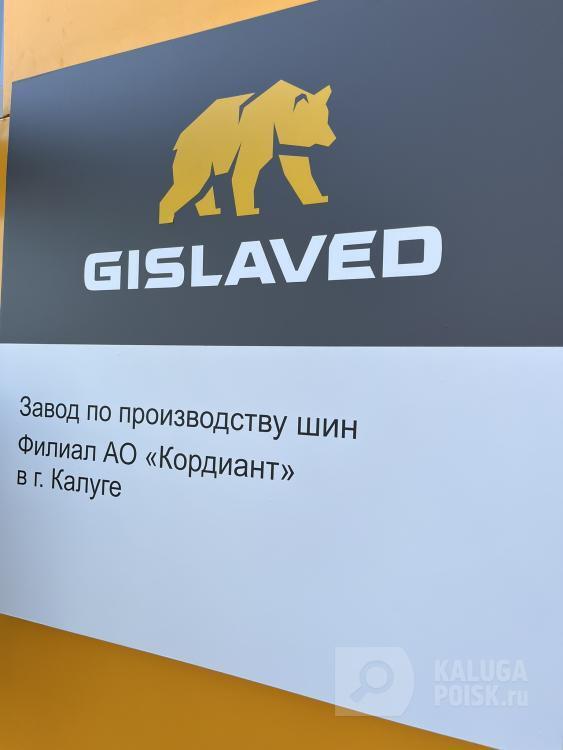 GISLAVED
Завод по производству шин
Филиал АО «Кордиант»
в г. Калуге
KALUGA
POISK.ru